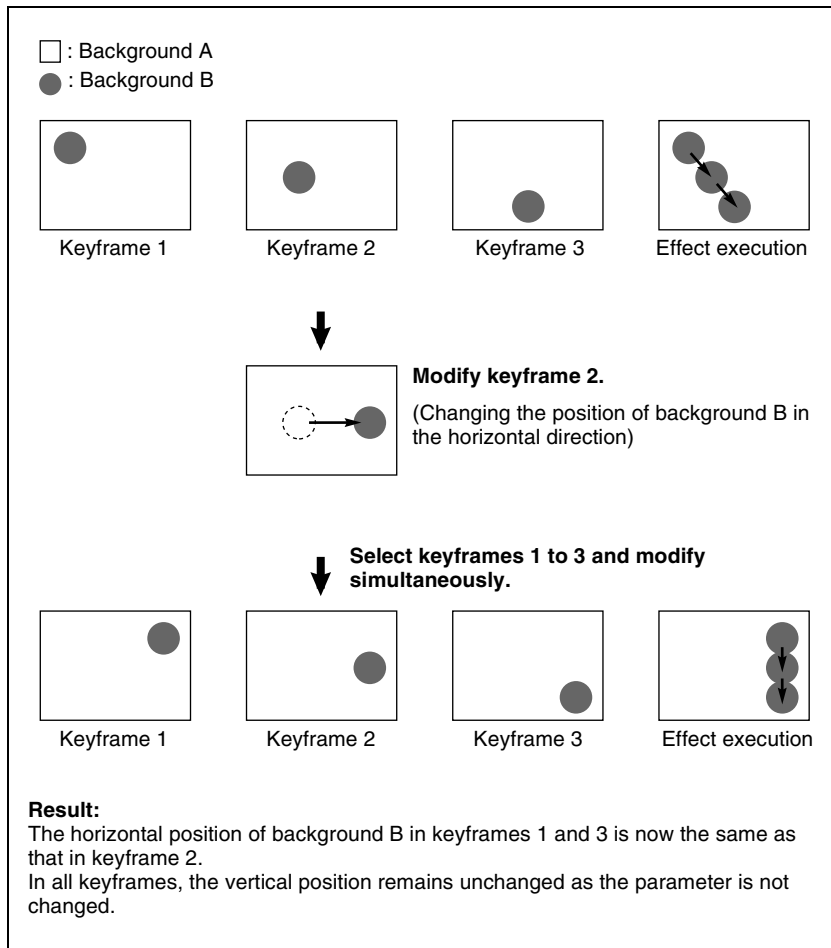 : Background A
: Background B
Keyframe 1
Keyframe 2
Keyframe 3
Effect execution
Modify keyframe 2.
(Changing the position of background B in
the horizontal direction)
Select keyframes 1 to 3 and modify
simultaneously.
Keyframe 1
Keyframe 2
Keyframe 3
Effect execution
Result:
The horizontal position of background B in keyframes 1 and 3 is now the same as
that in keyframe 2.
In all keyframes, the vertical position remains unchanged as the parameter is not
changed.